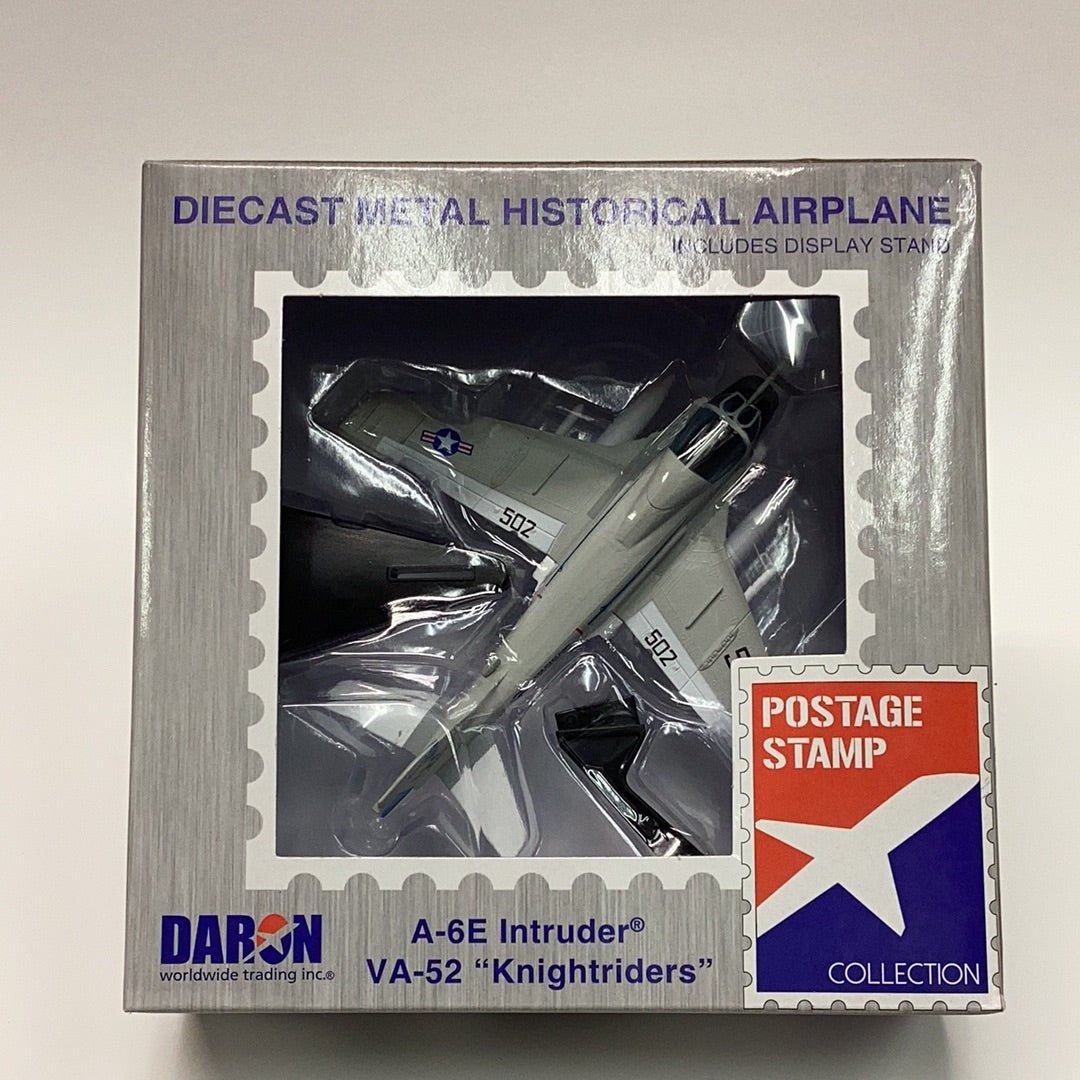 DIECAST METAL HISTORICAL AIRPLANE
INCLUDES DISPLAY STAND
502
502
POSTAGE
STAMP
COLLECTION
DARON
worldwide trading inc.®
A-6E Intruder®
VA-52 “Knightriders”